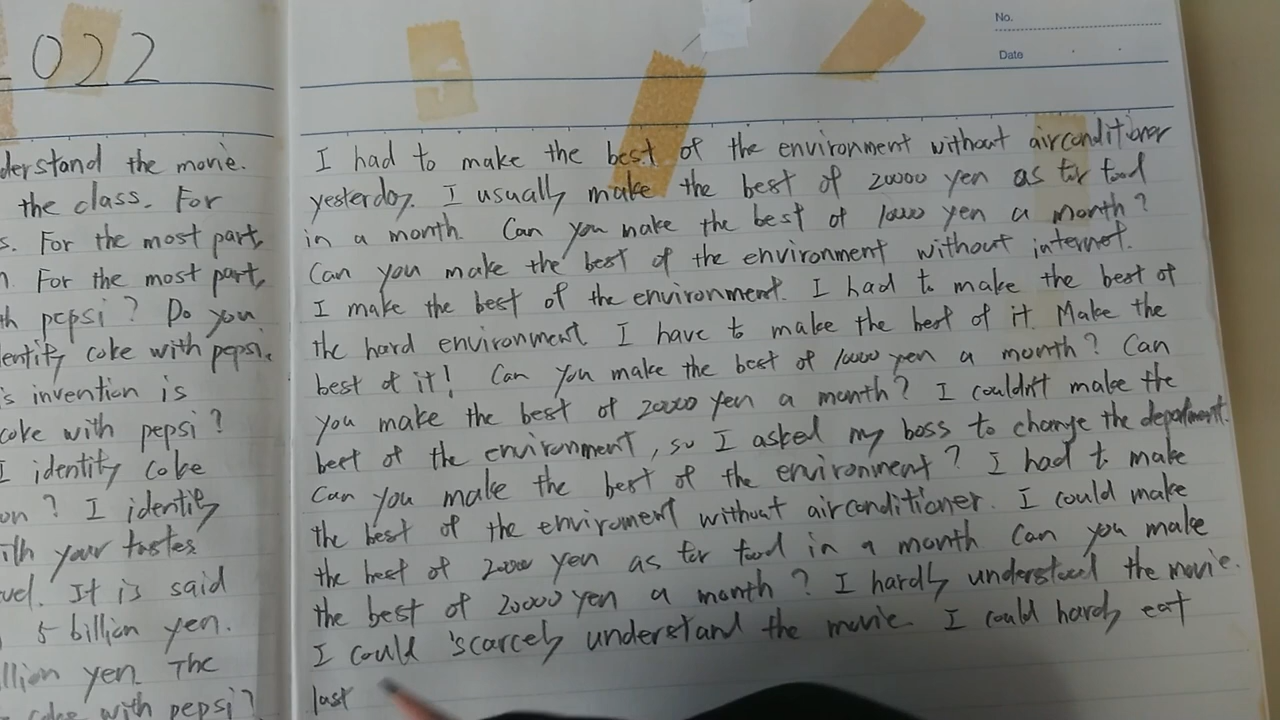 022
derstand the movie.
the class. For
s. For the most part,
n. For the most part,
th pepsi? Do you
entify coke with pepsi.
is invention is
coke with pepsi?
I identify coke
on? I identify
ith your tastes
vel. It is said
5 billion yen.
llion yen. The
coke with pepsi?
No.
Date
I had to make the best of the environment without airconditioner
yesterday. I usually make the best of 20000 yen as for food
in a month. Can you make the best of 10000 yen a month?
Can you make the best of the environment without internet.
I make the best of the environment. I had to make the best of
the hard environment. I have to make the best of it. Make the
best of it! Can you make the best of 10000 yen a month? Can
you make the best of 20000 yen a month? I couldn't make the
best of the environment, so I asked my boss to change the department.
Can you make the best of the environment? I had to make
the best of the enviroment without airconditioner. I could make
the best of 20000 yen as for food in a month Can you make
the best of 20000 yen a month? I hardly understood the movie.
I could scarcely understand the movie. I could hardly eat
last